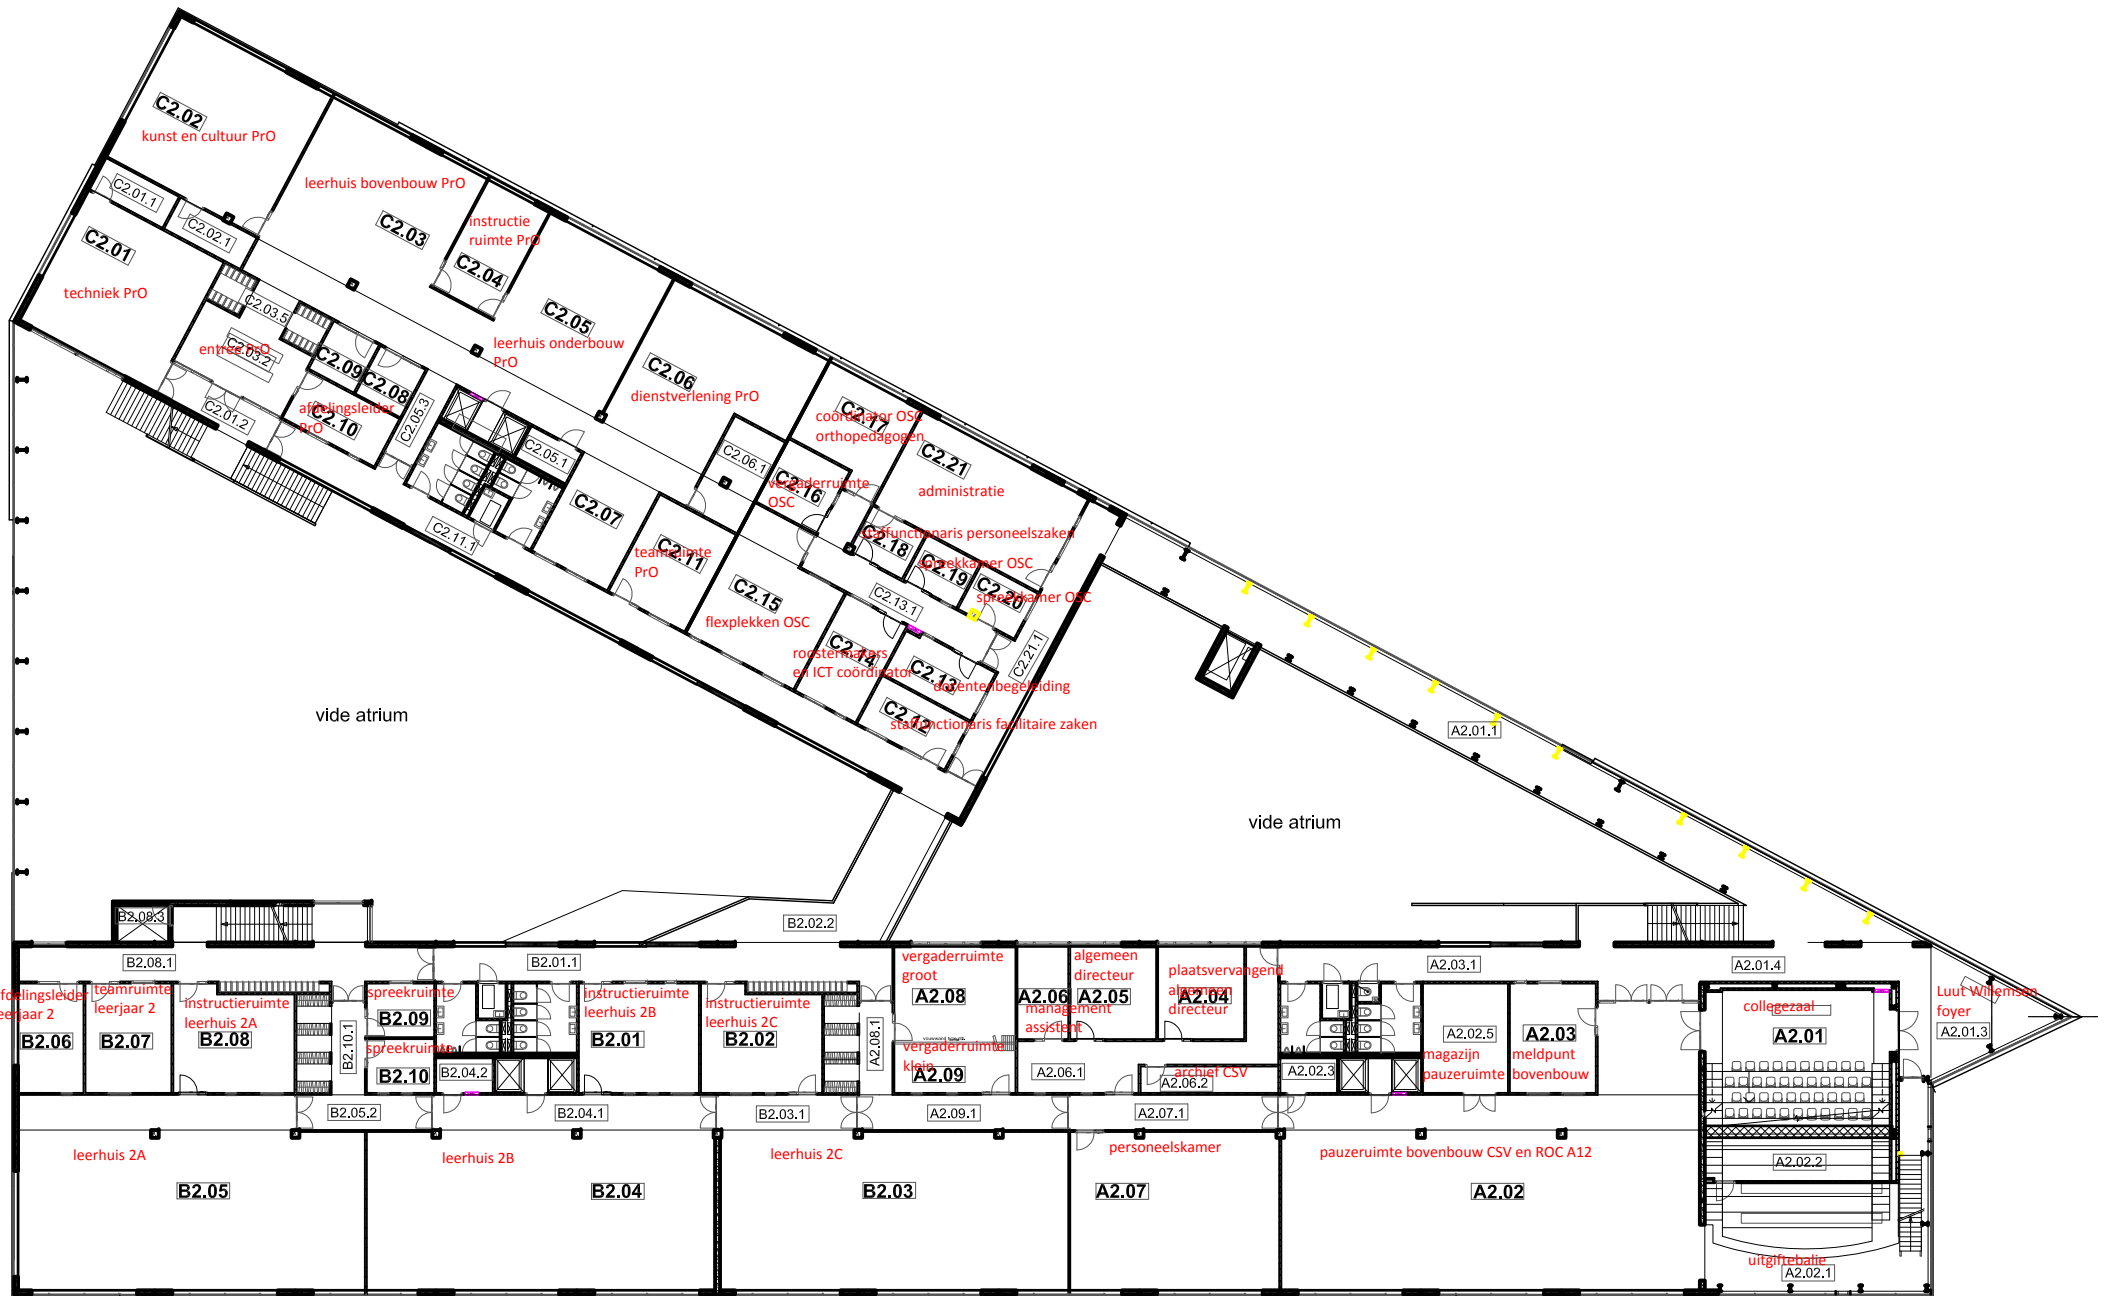 C2.02
kunst en cultuur PrO
C2.01.1
C2.02.1
leerhuis bovenbouw PrO
C2.03
instructie
ruimte PrO
C2.04
C2.01
techniek PrO
C2.03.5
entree PrO
C2.03.2
C2.05
leerhuis onderbouw
PrO
C2.09
C2.08
C2.06
dienstverlening PrO
C2.01.2
afdelingsleider
PrO
C2.10
C2.05.3
C2.05.1
C2.06.1
coördinator OSC
orthopedagogen
C2.17
C2.21
administratie
vergaderruimte
OSC
C2.16
C2.07
C2.11.1
teamruimte
PrO
C2.11
staffunctionaris personeelszaken
C2.18
spreekkamer OSC
C2.19
spreekkamer OSC
C2.20
C2.15
flexplekken OSC
C2.13.1
C2.21.1
roostermakers
en ICT coördinator
C2.14
C2.13
docentenbegeleiding
C2.12
staffunctionaris facilitaire zaken
vide atrium
vide atrium
A2.01.1
B2.08.3
B2.02.2
B2.08.1
B2.01.1
A2.03.1
A2.01.4
afdelingsleider
leerjaar 2
B2.06
teamruimte
leerjaar 2
B2.07
instructieruimte
leerhuis 2A
B2.08
B2.10.1
spreekruimte
B2.09
spreekruimte
B2.10
B2.04.2
instructieruimte
leerhuis 2B
B2.01
instructieruimte
leerhuis 2C
B2.02
A2.08.1
vergaderruimte
groot
A2.08
vergaderruimte
klein
A2.09
A2.06
management
assistent
algemeen
directeur
A2.05
plaatsvervangend
algemeen
directeur
A2.04
A2.06.1
archief CSV
A2.06.2
A2.02.3
A2.02.5
magazijn
pauzeruimte
A2.03
meldpunt
bovenbouw
collegezaal
A2.01
Luut Willemsen
foyer
A2.01.3
B2.05.2
B2.04.1
B2.03.1
A2.09.1
A2.07.1
leerhuis 2A
B2.05
leerhuis 2B
B2.04
leerhuis 2C
B2.03
personeelskamer
A2.07
pauzeruimte bovenbouw CSV en ROC A12
A2.02
A2.02.2
uitgiftebalie
A2.02.1